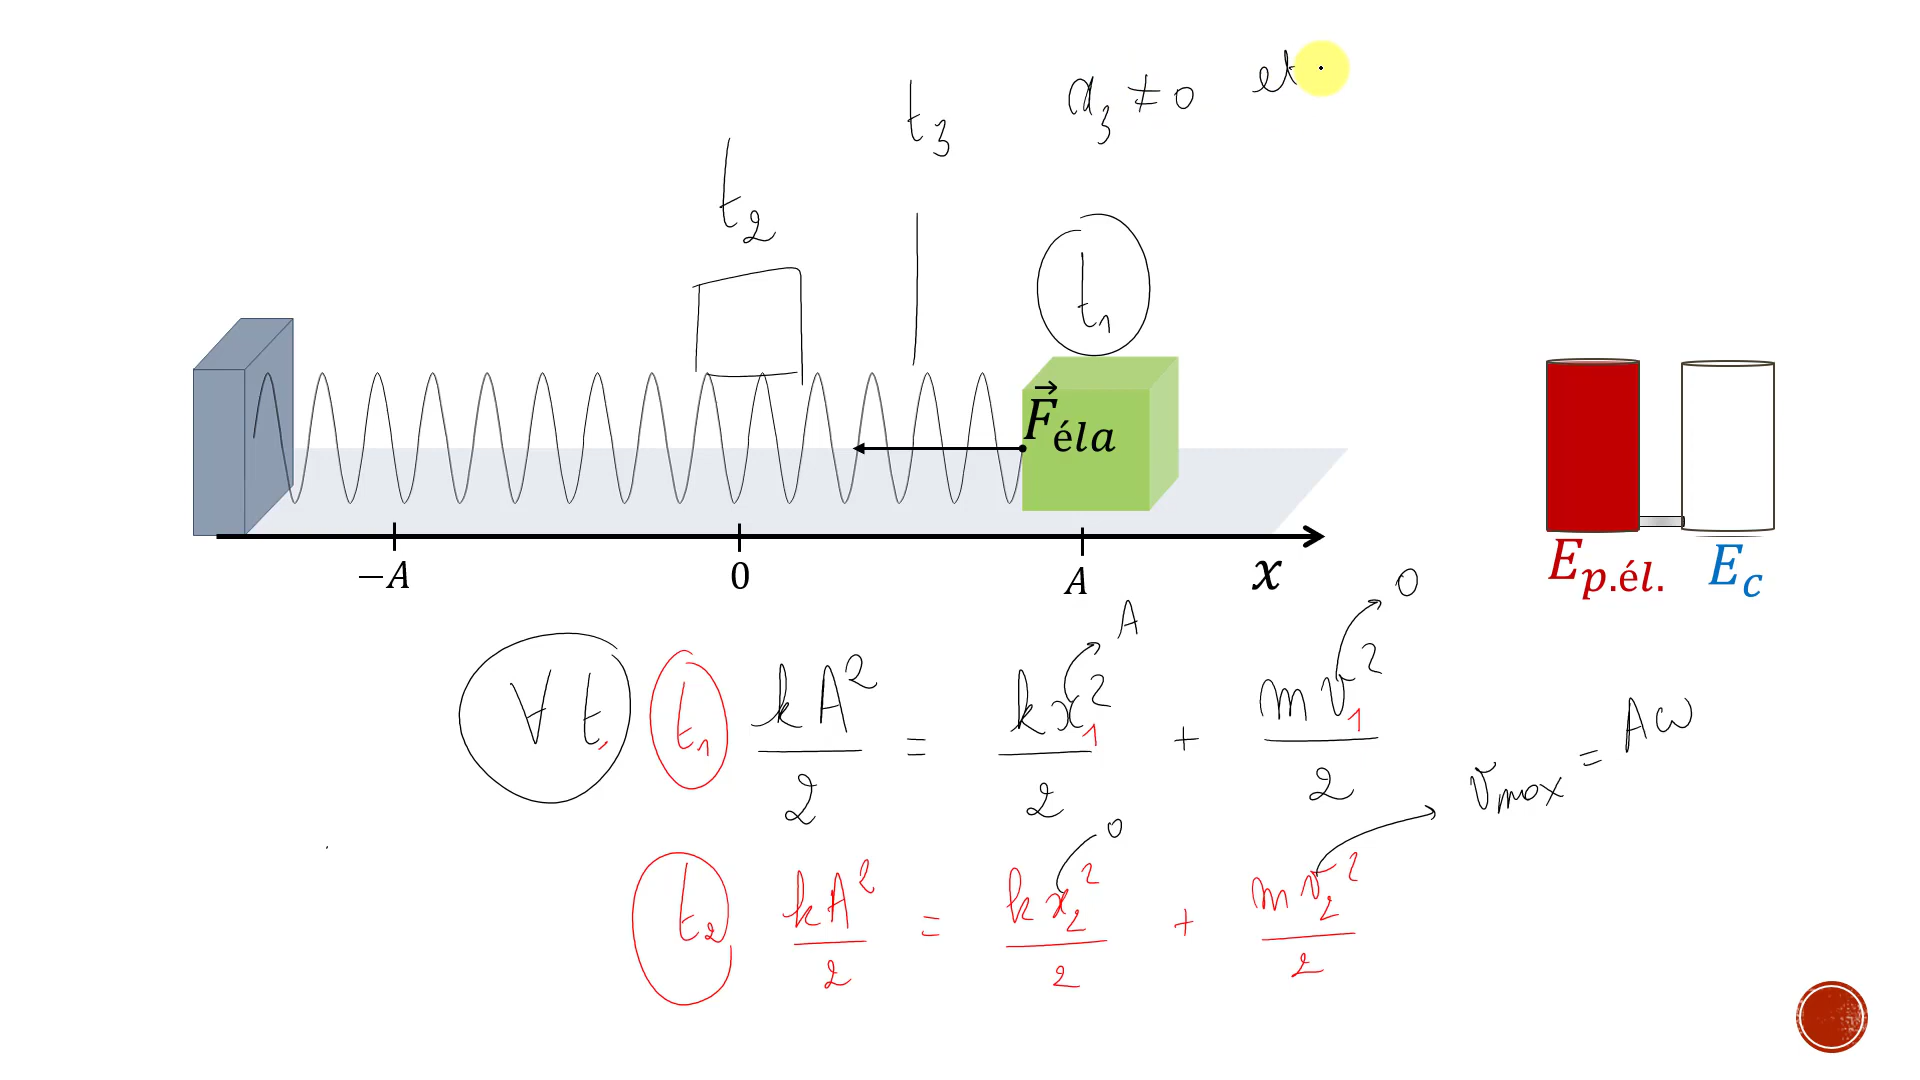 x₃ ≠ 0 et
t₃
t₂
t₁
F⃗éla
−A 0 A x
Ep.él. Ec
∀ t, t₁ kA²/2 = kx₁²/2 + mv₁²/2
A
0
vmax = Aω
t₂ kA²/2 = kx₂²/2 + mv₂²/2
0